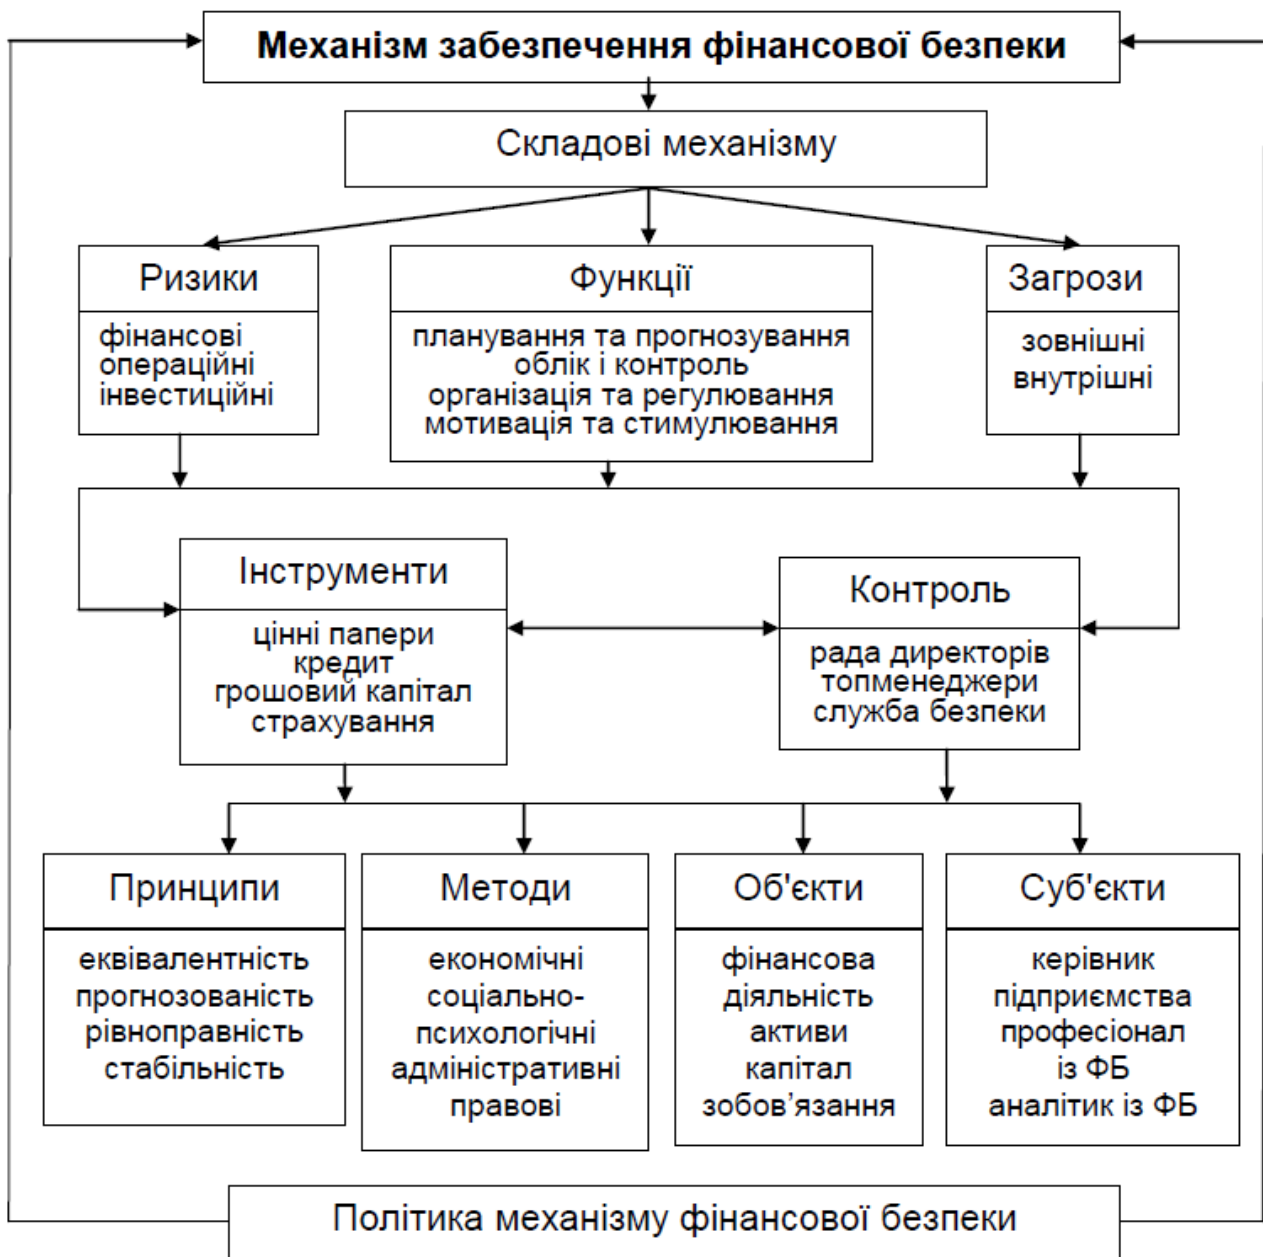 Механізм забезпечення фінансової безпеки
Складові механізму
Ризики
фінансові
операційні
інвестиційні
Функції
планування та прогнозування
облік і контроль
організація та регулювання
мотивація та стимулювання
Загрози
зовнішні
внутрішні
Інструменти
цінні папери
кредит
грошовий капітал
страхування
Контроль
рада директорів
топменеджери
служба безпеки
Принципи
еквівалентність
прогнозованість
рівноправність
стабільність
Методи
економічні
соціально-
психологічні
адміністративні
правові
Об'єкти
фінансова
діяльність
активи
капітал
зобов’язання
Суб'єкти
керівник
підприємства
професіонал
із ФБ
аналітик із ФБ
Політика механізму фінансової безпеки